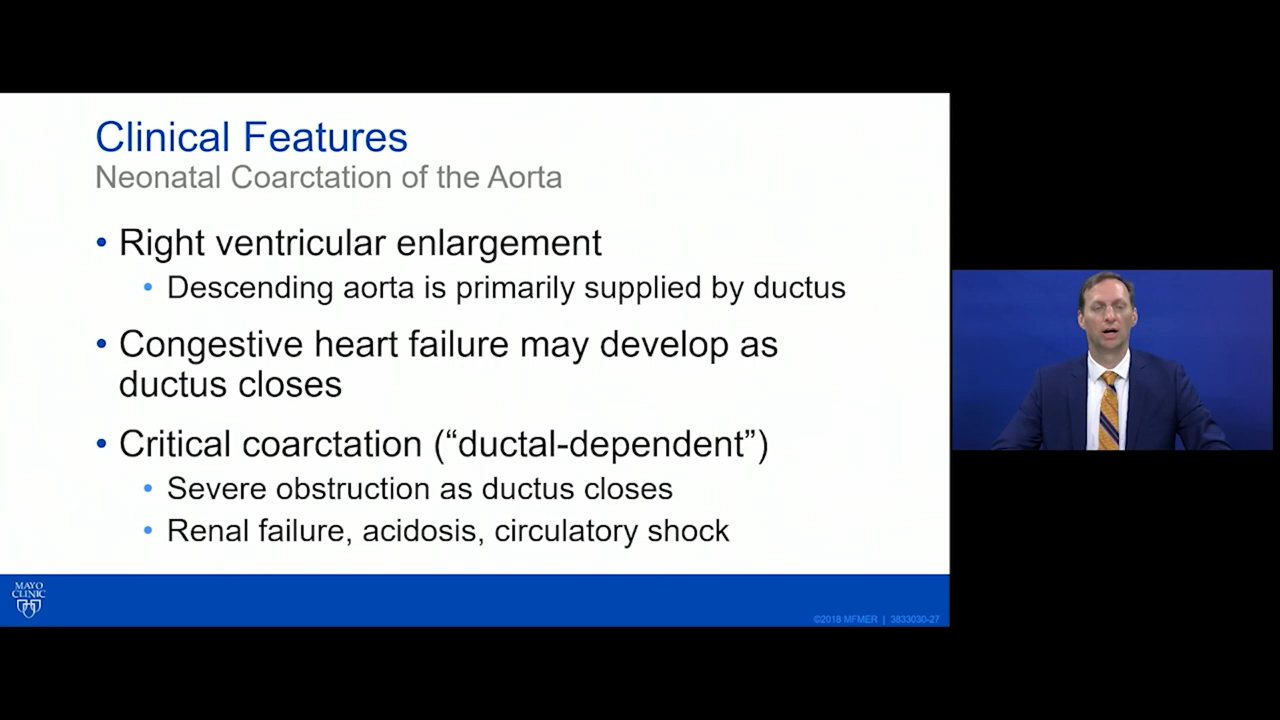 Clinical Features
Neonatal Coarctation of the Aorta
• Right ventricular enlargement
• Descending aorta is primarily supplied by ductus
• Congestive heart failure may develop as
ductus closes
• Critical coarctation (“ductal-dependent”)
• Severe obstruction as ductus closes
• Renal failure, acidosis, circulatory shock
MAYO
CLINIC
©2018 MFMER | 3833030-27